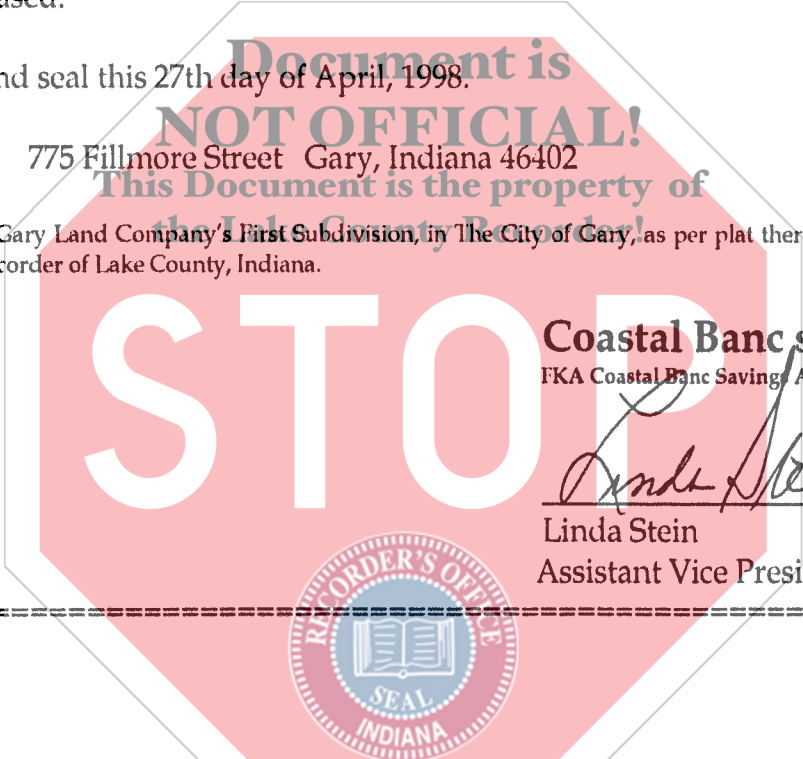 nd seal this 27th day of April, 1998.
Document is
NOT OFFICIAL!
775 Fillmore Street Gary, Indiana 46402
This Document is the property of
the Lake County Recorder!
Gary Land Company's First Subdivision, in The City of Gary, as per plat ther
corder of Lake County, Indiana.
STOP
Coastal Banc s
FKA Coastal Banc Savings A
Linda Ste
Linda Stein
Assistant Vice Presi
RECORDER'S OFFICE
SEAL
INDIANA